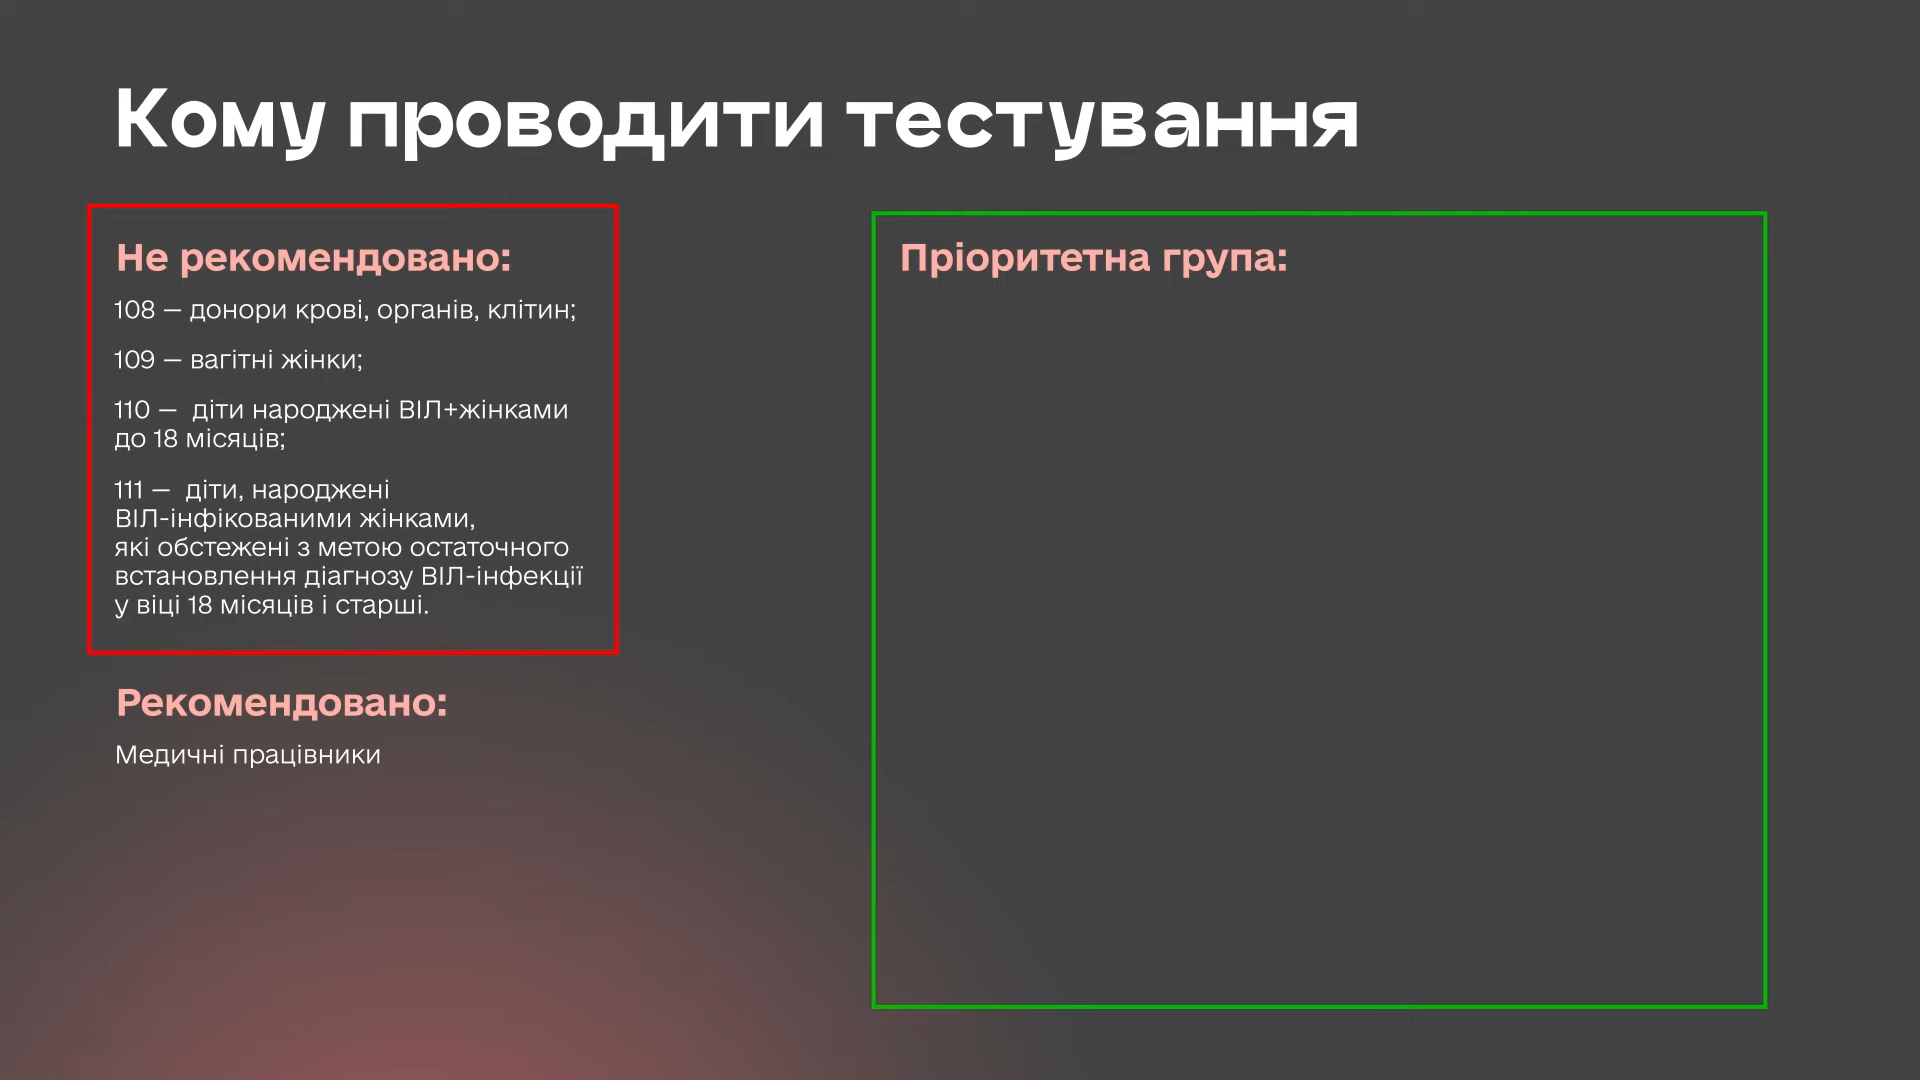 Кому проводити тестування
Не рекомендовано:
108 — донори крові, органів, клітин;
109 — вагітні жінки;
110 —  діти народжені ВІЛ+жінками
до 18 місяців;
111 —  діти, народжені
ВІЛ-інфікованими жінками,
які обстежені з метою остаточного
встановлення діагнозу ВІЛ-інфекції
у віці 18 місяців і старші.
Рекомендовано:
Медичні працівники
Пріоритетна група: